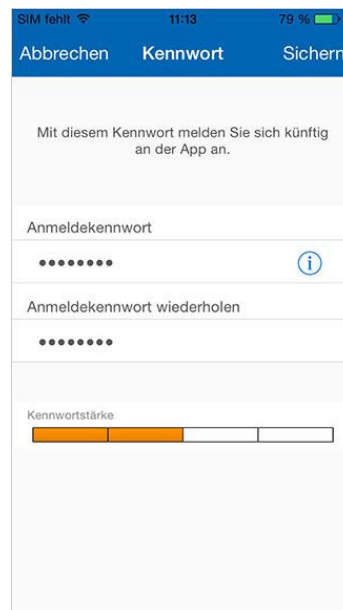 SIM fehlt 11:13 79 %
Abbrechen Kennwort Sichern
Mit diesem Kennwort melden Sie sich künftig
an der App an.
Anmeldekennwort
••••••••
Anmeldekennwort wiederholen
••••••••
Kennwortstärke